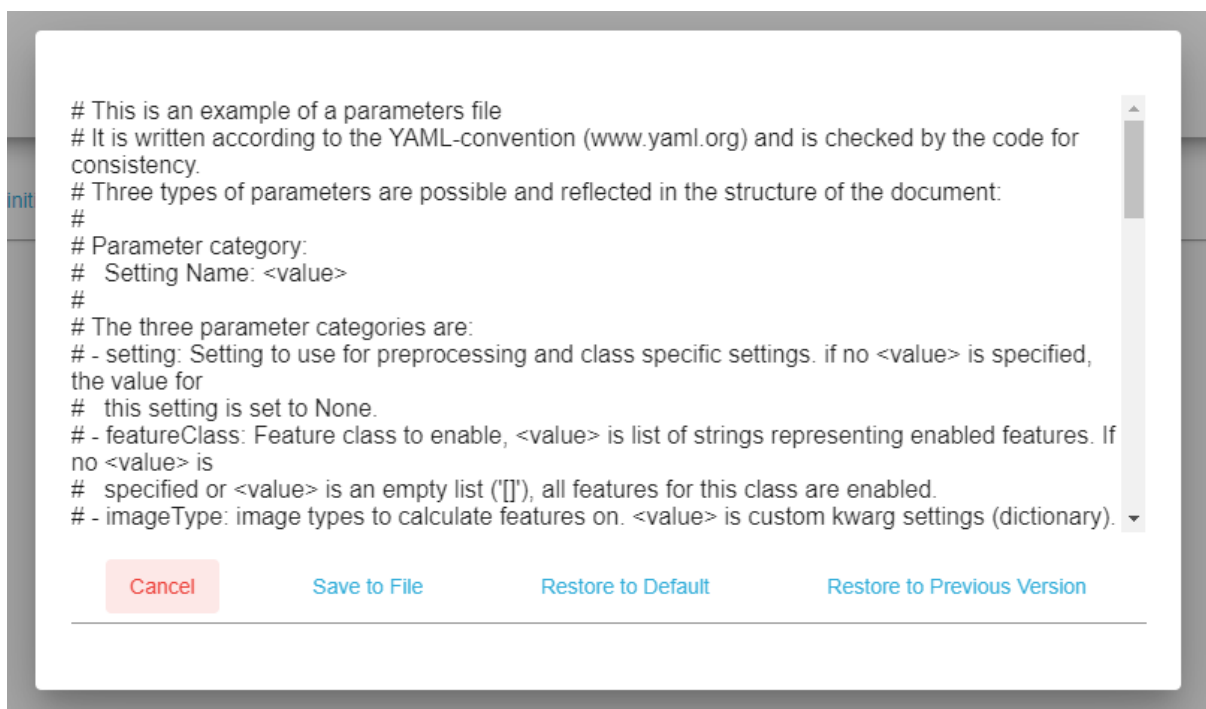 # This is an example of a parameters file
# It is written according to the YAML-convention (www.yaml.org) and is checked by the code for
consistency.
# Three types of parameters are possible and reflected in the structure of the document:
#
# Parameter category:
#   Setting Name: <value>
#
# The three parameter categories are:
# - setting: Setting to use for preprocessing and class specific settings. if no <value> is specified,
the value for
#   this setting is set to None.
# - featureClass: Feature class to enable, <value> is list of strings representing enabled features. If
no <value> is
#   specified or <value> is an empty list ('[]'), all features for this class are enabled.
# - imageType: image types to calculate features on. <value> is custom kwarg settings (dictionary).
init
Cancel
Save to File
Restore to Default
Restore to Previous Version